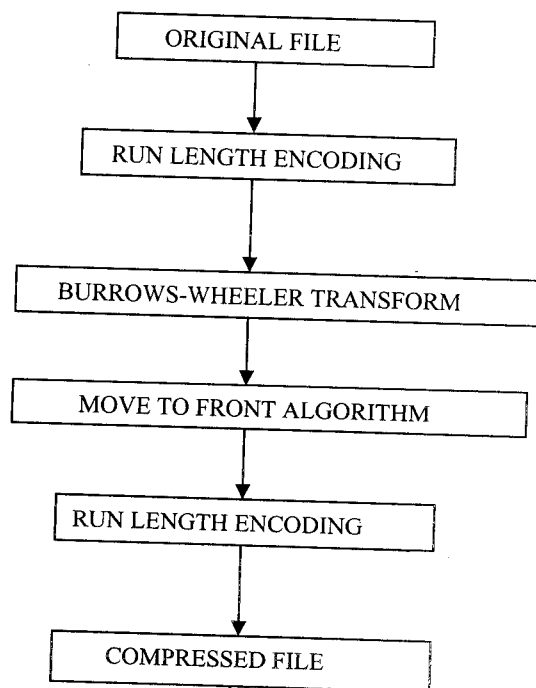 ORIGINAL FILE
RUN LENGTH ENCODING
BURROWS-WHEELER TRANSFORM
MOVE TO FRONT ALGORITHM
RUN LENGTH ENCODING
COMPRESSED FILE